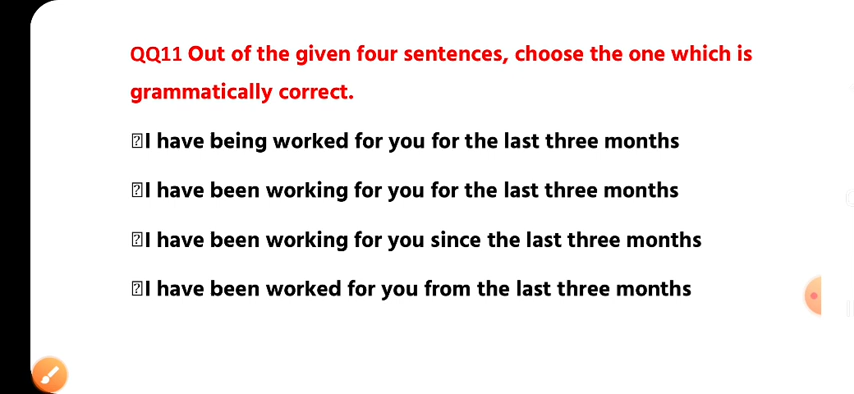 QQ11 Out of the given four sentences, choose the one which is
grammatically correct.
I have being worked for you for the last three months
I have been working for you for the last three months
I have been working for you since the last three months
I have been worked for you from the last three months